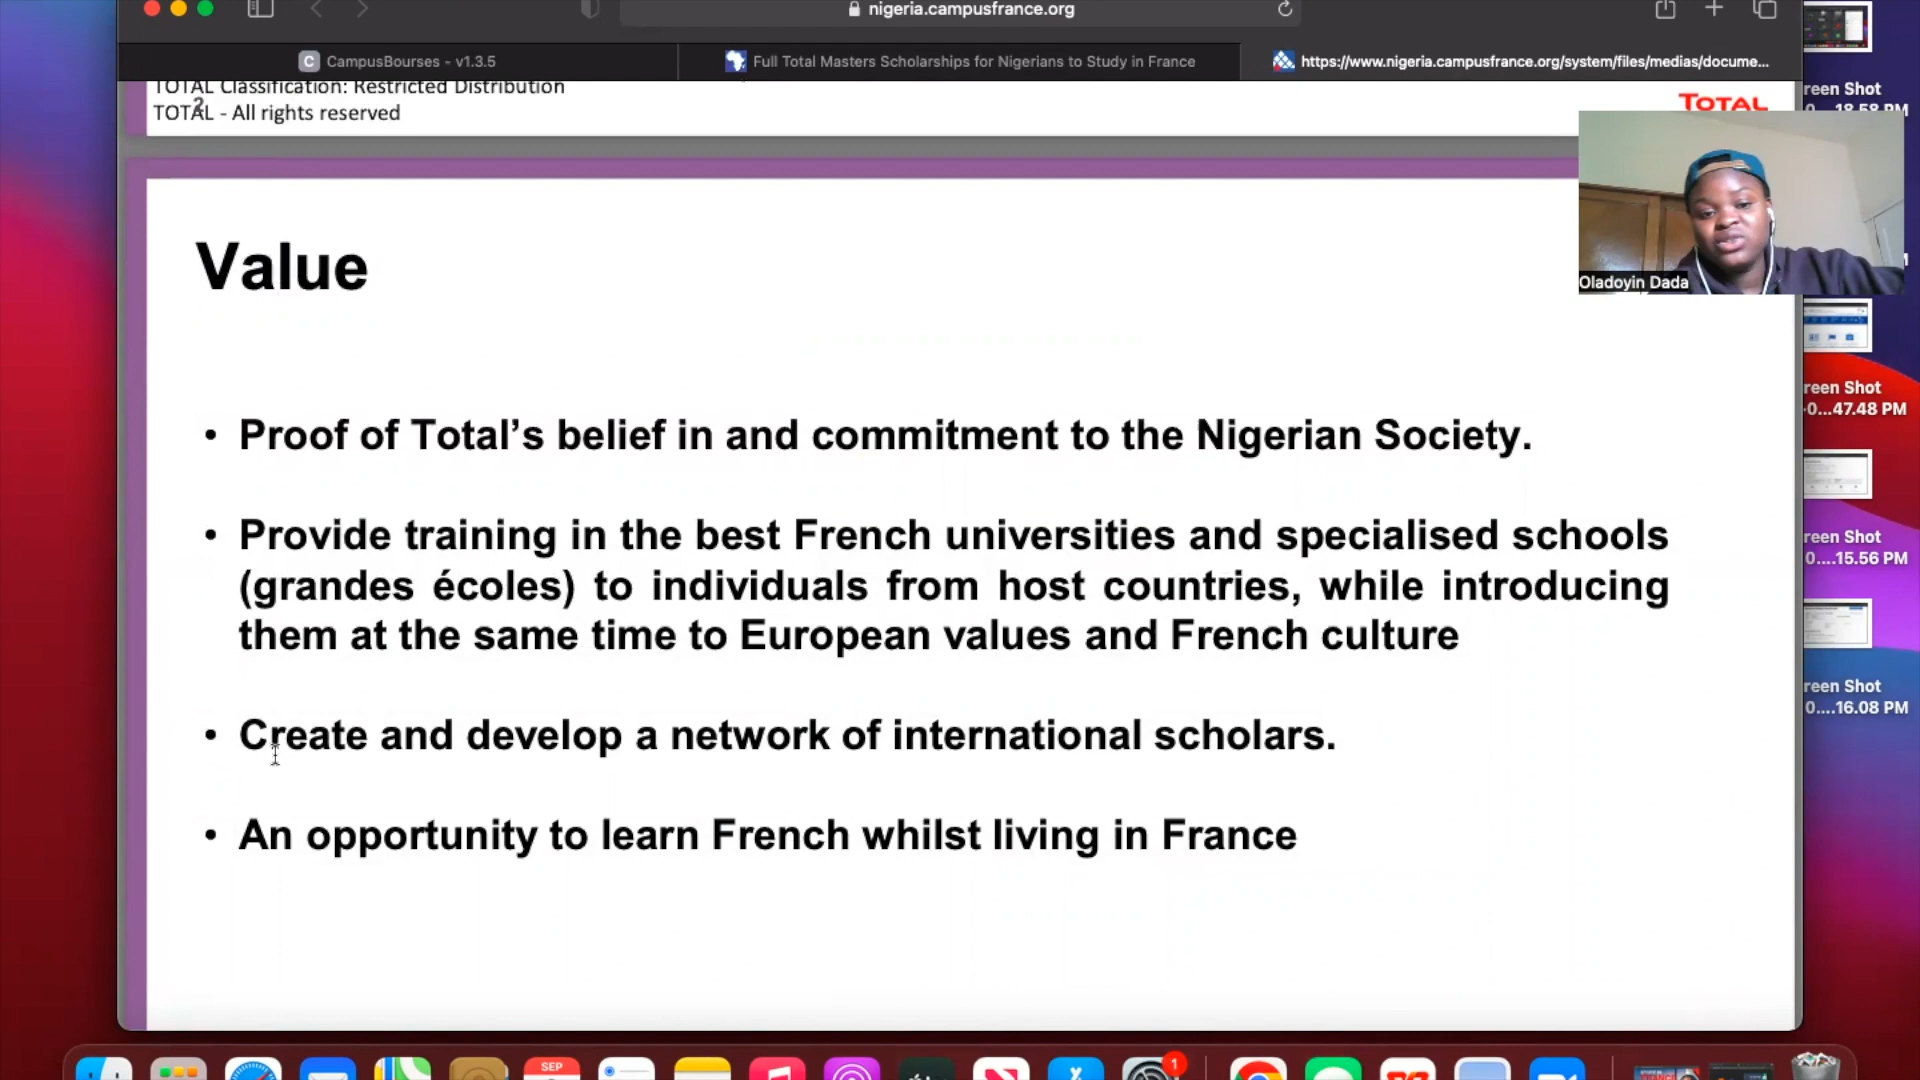 nigeria.campusfrance.org
C CampusBourses - v1.3.5
Full Total Masters Scholarships for Nigerians to Study in France
https://www.nigeria.campusfrance.org/system/files/medias/docume...
TOTAL Classification: Restricted Distribution
2
TOTAL - All rights reserved
TOTAL
Oladoyin Dada
Value
• Proof of Total’s belief in and commitment to the Nigerian Society.
• Provide training in the best French universities and specialised schools
(grandes écoles) to individuals from host countries, while introducing
them at the same time to European values and French culture
• Create and develop a network of international scholars.
• An opportunity to learn French whilst living in France
reen Shot
0...18.58 PM
reen Shot
-0...47.48 PM
reen Shot
0....15.56 PM
reen Shot
0....16.08 PM
SEP
1